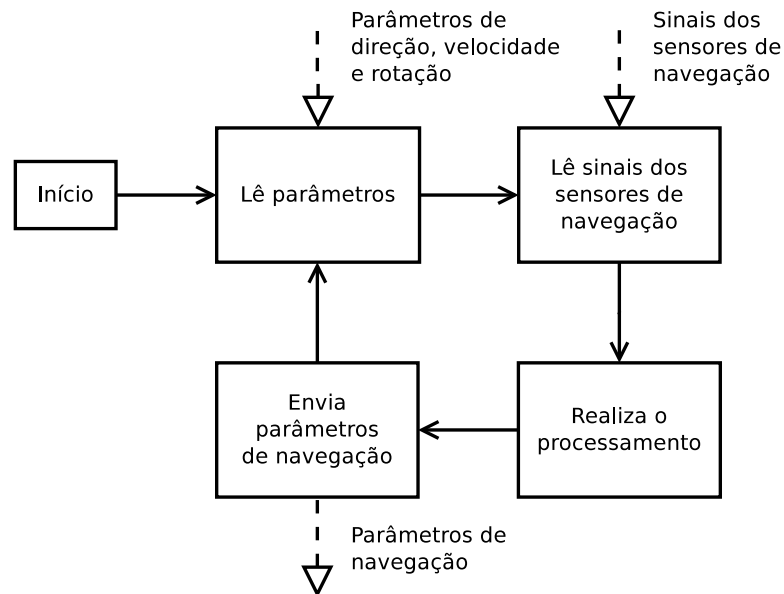 Parâmetros de
direção, velocidade
e rotação
Sinais dos
sensores de
navegação
Início
Lê parâmetros
Lê sinais dos
sensores de
navegação
Envia
parâmetros
de navegação
Realiza o
processamento
Parâmetros de
navegação